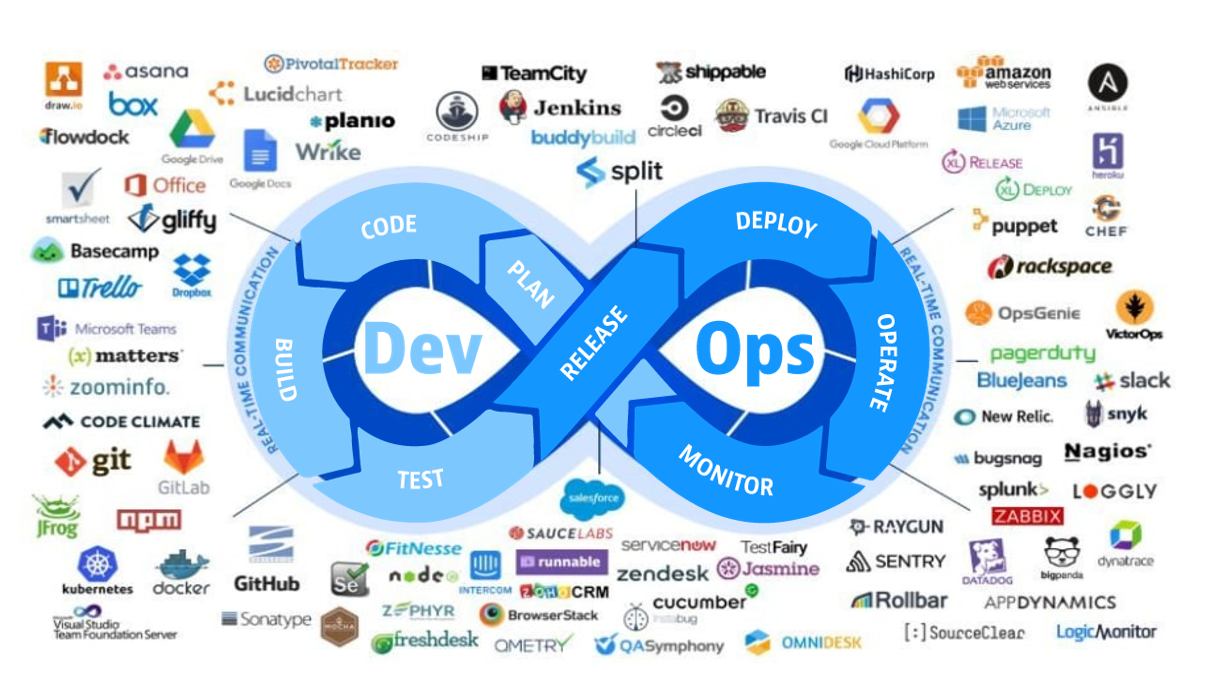 draw.io
asana
PivotalTracker
box
Lucidchart
flowdock
Google Drive
planio
Google Docs
Wrike
smartsheet
Office
gliffy
Basecamp
Trello
Dropbox
Microsoft Teams
(x) matters
zoominfo.
CODE CLIMATE
git
GitLab
JFrog
npm
kubernetes
docker
GitHub
Visual Studio
Team Foundation Server
Sonatype
TeamCity
shippable
CODESHIP
Jenkins
circleci
Travis CI
buddybuild
split
HashiCorp
amazon
web services
ANSIBLE
Google Cloud Platform
Microsoft
Azure
XL RELEASE
heroku
XL DEPLOY
puppet
CHEF
rackspace
OpsGenie
VictorOps
pagerduty
BlueJeans
slack
New Relic.
snyk
bugsnag
Nagios
splunk>
LOGGLY
ZABBIX
RAYGUN
SENTRY
DATADOG
bigpanda
dynatrace
Rollbar
APPDYNAMICS
[:]SourceClear
LogicMonitor
REAL-TIME COMMUNICATION
CODE
BUILD
TEST
PLAN
Dev
RELEASE
Ops
DEPLOY
OPERATE
MONITOR
REAL-TIME COMMUNICATION
salesforce
SAUCELABS
servicenow
TestFairy
FitNesse
Se
node
INTERCOM
runnable
zendesk
Jasmine
ZOHO CRM
MOCHA
ZEPHYR
BrowserStack
cucumber
instabug
freshdesk
QMETRY
QASymphony
OMNIDESK